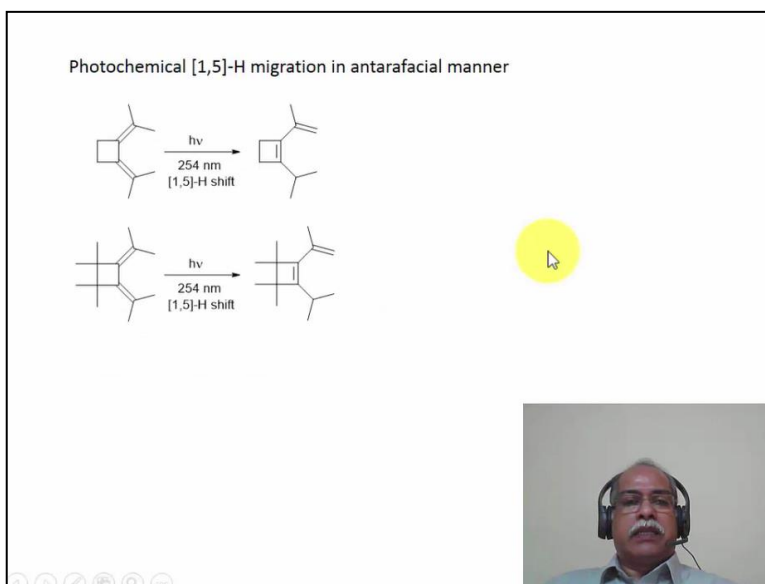 Photochemical [1,5]-H migration in antarafacial manner
hν
254 nm
[1,5]-H shift
hν
254 nm
[1,5]-H shift